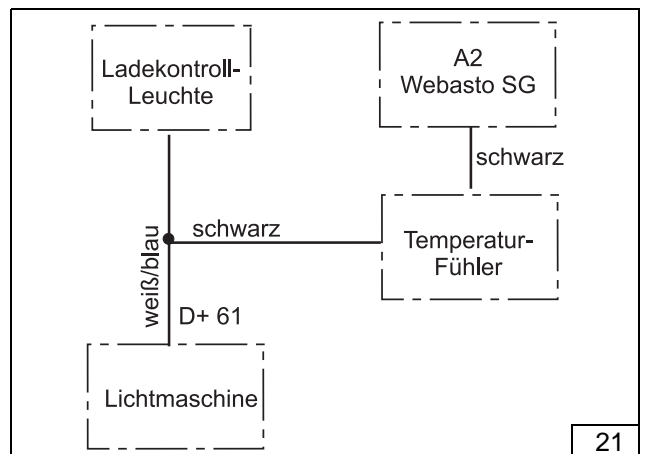 Ladekontroll-
Leuchte
A2
Webasto SG
schwarz
schwarz
Temperatur-
Fühler
weiß/blau
D+ 61
Lichtmaschine
21